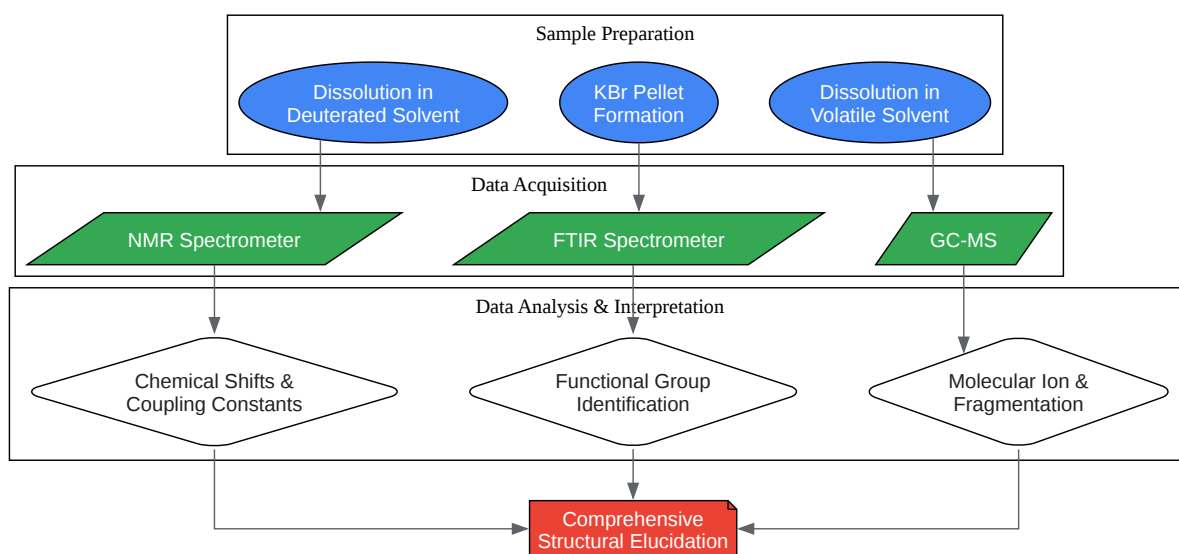 Sample Preparation
Dissolution in
Deuterated Solvent
KBr Pellet
Formation
Dissolution in
Volatile Solvent
Data Acquisition
NMR Spectrometer
FTIR Spectrometer
GC-MS
Data Analysis & Interpretation
Chemical Shifts &
Coupling Constants
Functional Group
Identification
Molecular Ion &
Fragmentation
Comprehensive
Structural Elucidation